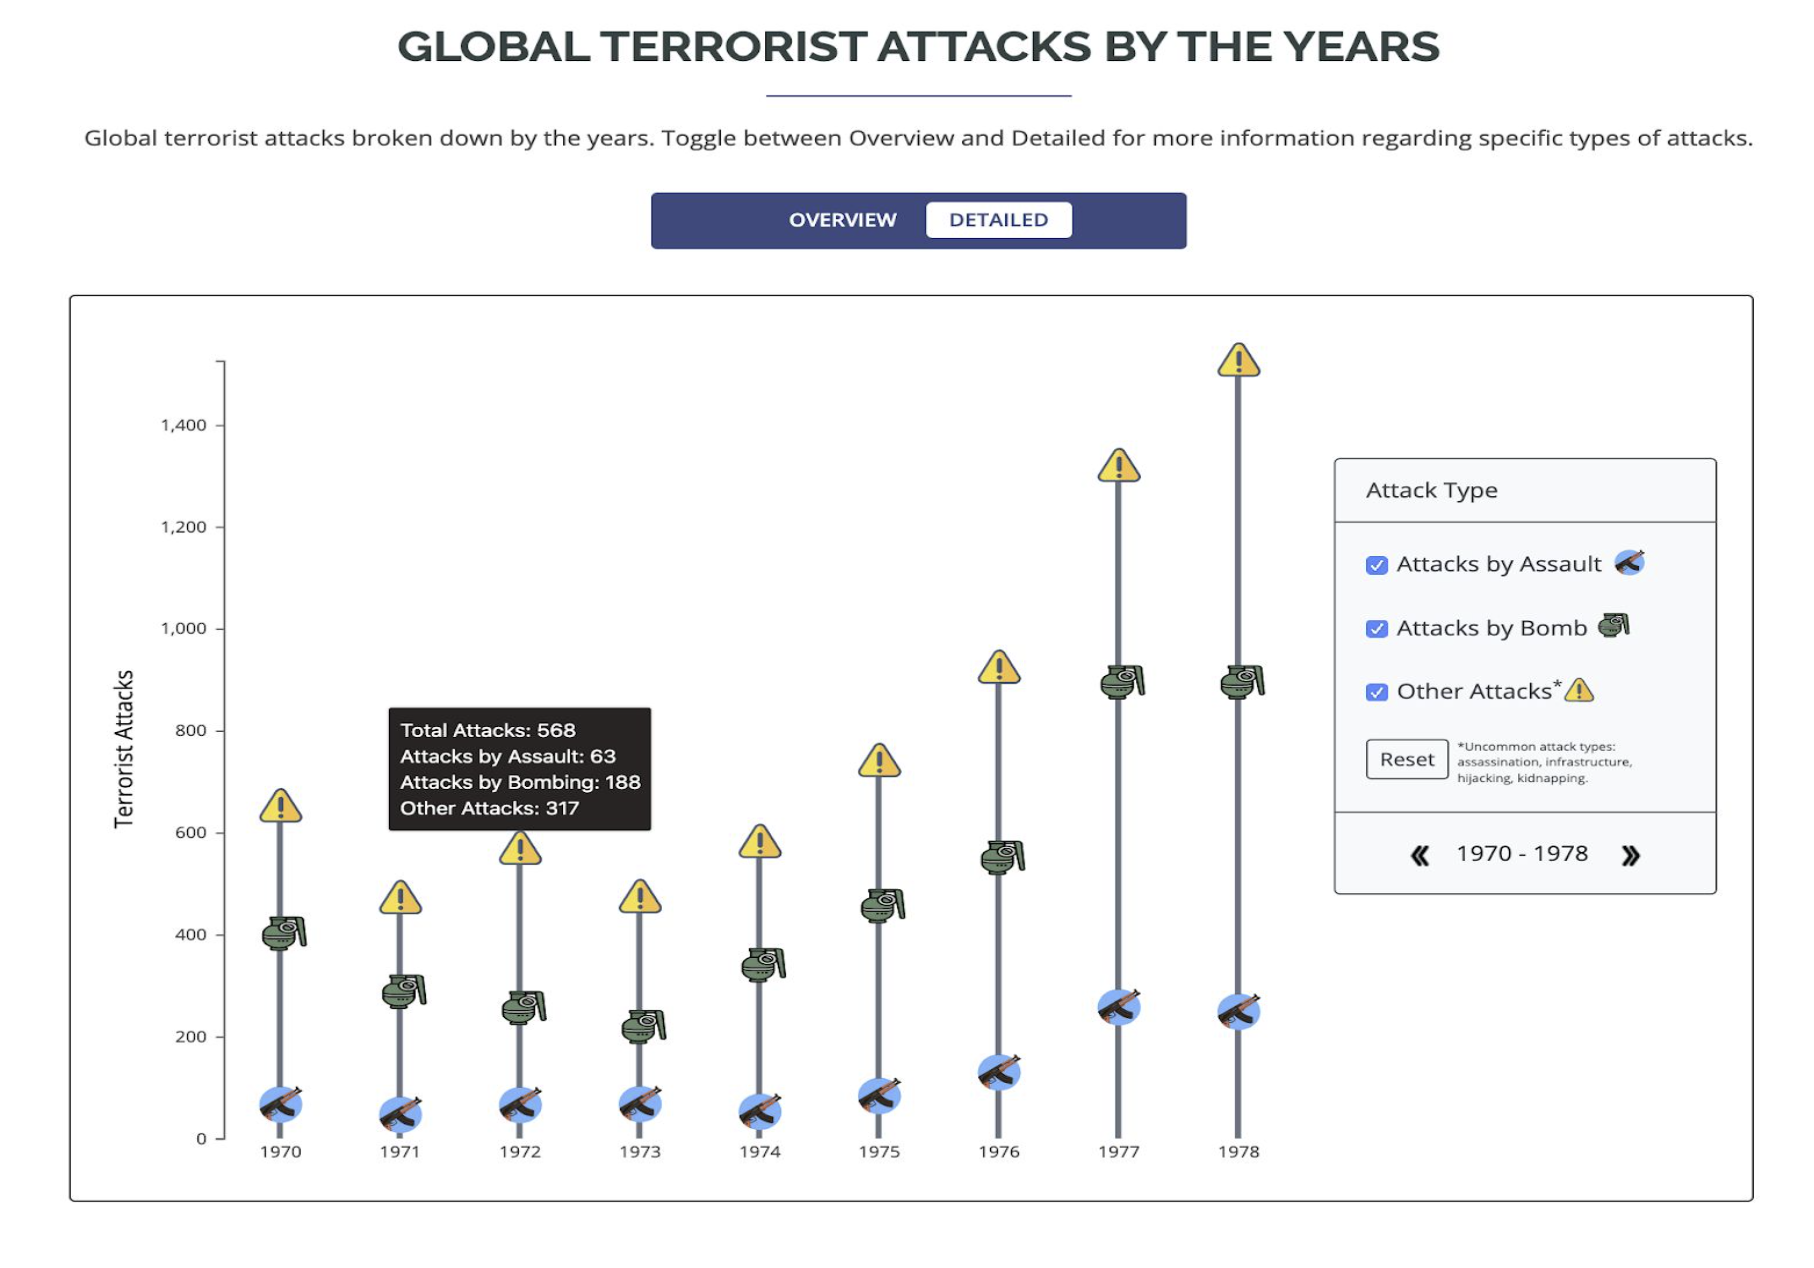 GLOBAL TERRORIST ATTACKS BY THE YEARS
Global terrorist attacks broken down by the years. Toggle between Overview and Detailed for more information regarding specific types of attacks.
OVERVIEW DETAILED
Terrorist Attacks
1,400
1,200
1,000
800
600
400
200
0
Total Attacks: 568
Attacks by Assault: 63
Attacks by Bombing: 188
Other Attacks: 317
1970 1971 1972 1973 1974 1975 1976 1977 1978
Attack Type
Attacks by Assault
Attacks by Bomb
Other Attacks*
Reset
*Uncommon attack types:
assassination, infrastructure,
hijacking, kidnapping.
« 1970 - 1978 »